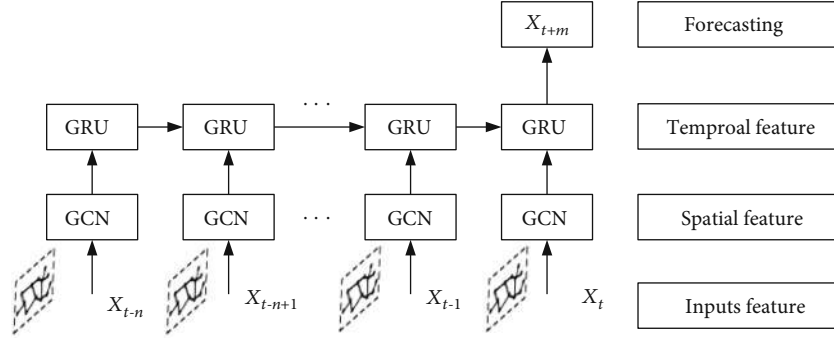 X_{t+m} Forecasting
. . .
GRU GRU GRU GRU Temproal feature
GCN GCN . . . GCN GCN Spatial feature
X_{t-n} X_{t-n+1} X_{t-1} X_t Inputs feature